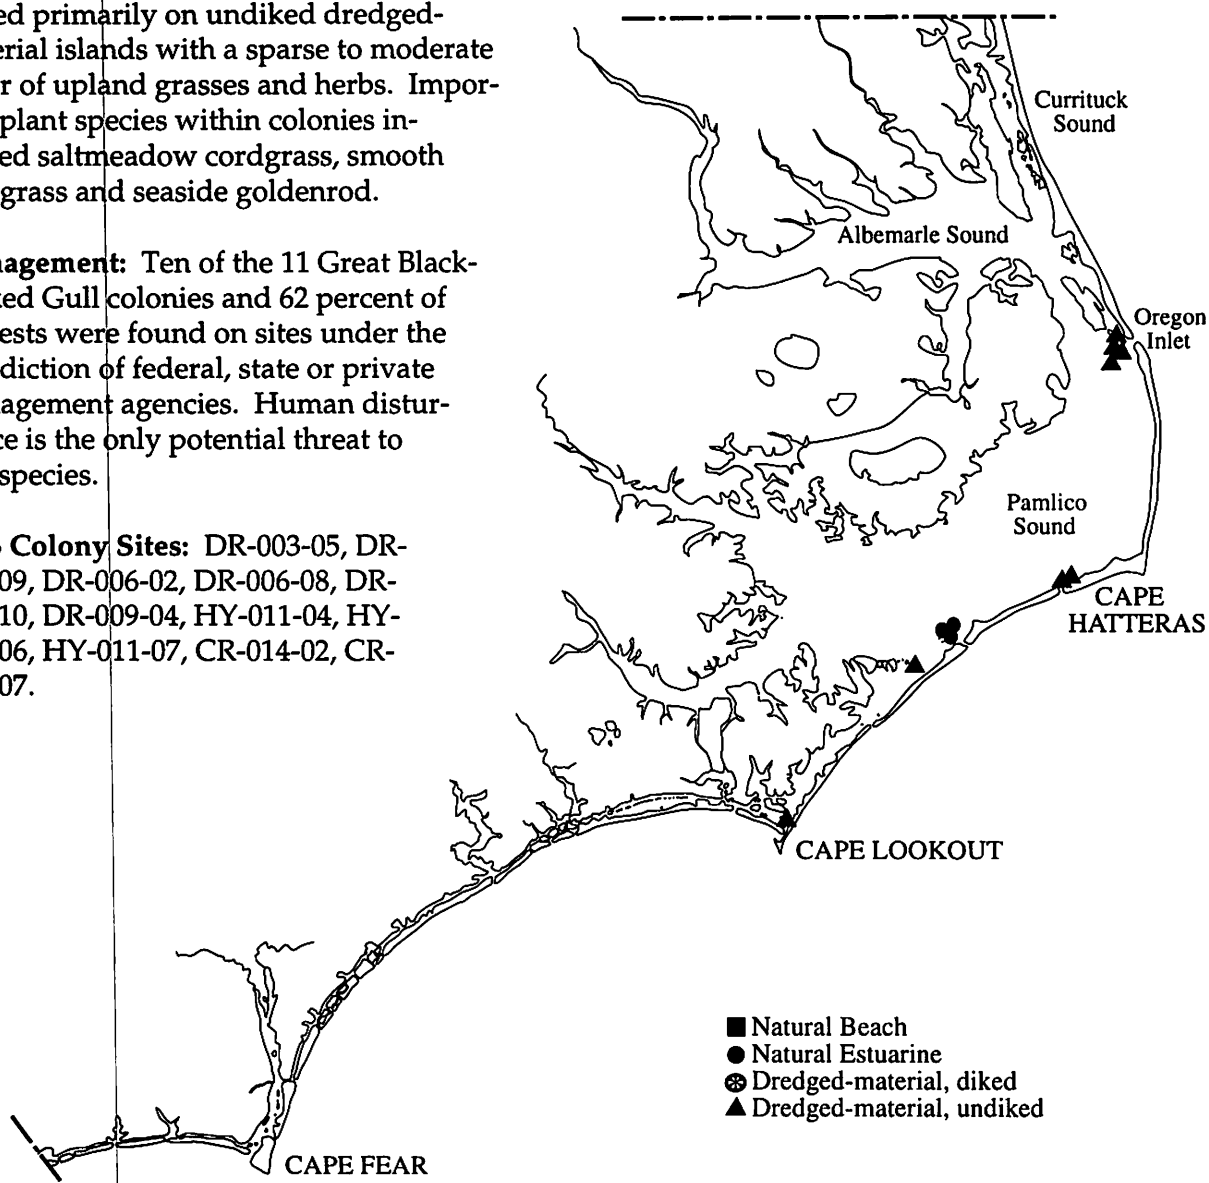 ed primarily on undiked dredged-
erial islands with a sparse to moderate
r of upland grasses and herbs. Impor-
plant species within colonies in-
ed saltmeadow cordgrass, smooth
grass and seaside goldenrod.
nagement: Ten of the 11 Great Black-
ked Gull colonies and 62 percent of
ests were found on sites under the
diction of federal, state or private
nagement agencies. Human distur-
ce is the only potential threat to
species.
Colony Sites: DR-003-05, DR-
09, DR-006-02, DR-006-08, DR-
10, DR-009-04, HY-011-04, HY-
06, HY-011-07, CR-014-02, CR-
07.
Currituck
Sound
Albemarle Sound
Oregon
Inlet
Pamlico
Sound
CAPE
HATTERAS
CAPE LOOKOUT
CAPE FEAR
Natural Beach
Natural Estuarine
Dredged-material, diked
Dredged-material, undiked